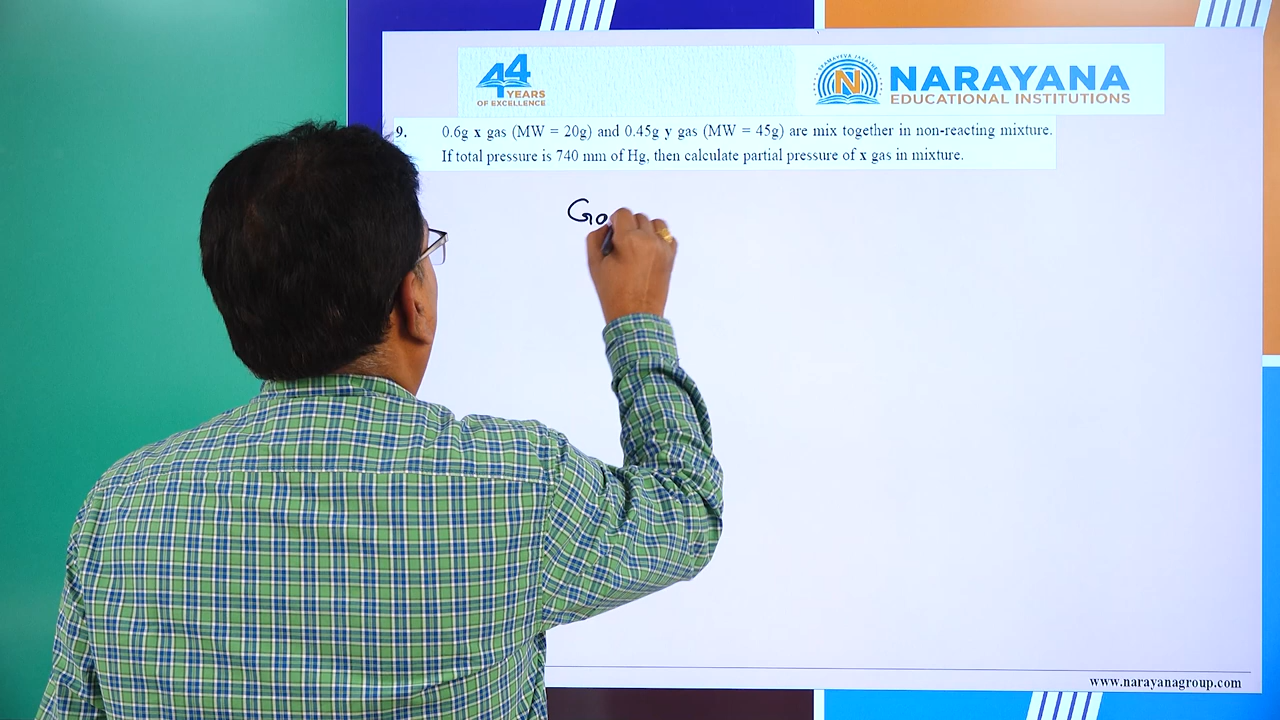 44
YEARS
OF EXCELLENCE
SVAMAYEVA JAYATHE
N
NARAYANA
EDUCATIONAL INSTITUTIONS
9. 0.6g x gas (MW = 20g) and 0.45g y gas (MW = 45g) are mix together in non-reacting mixture.
If total pressure is 740 mm of Hg, then calculate partial pressure of x gas in mixture.
Go
www.narayanagroup.com